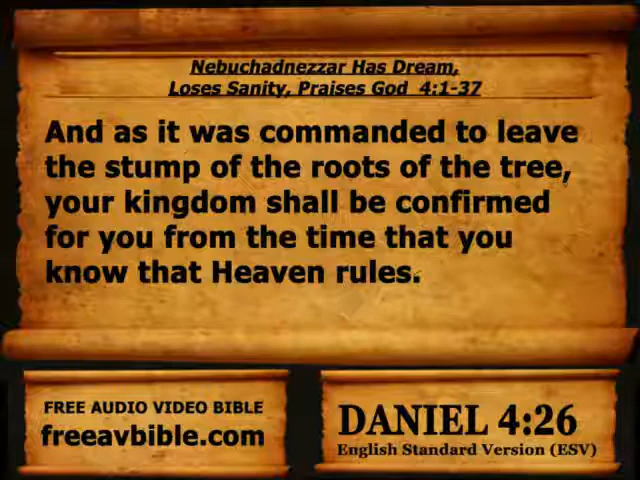 Nebuchadnezzar Has Dream,
Loses Sanity, Praises God 4:1-37
And as it was commanded to leave
the stump of the roots of the tree,
your kingdom shall be confirmed
for you from the time that you
know that Heaven rules.
FREE AUDIO VIDEO BIBLE
freeavbible.com
DANIEL 4:26
English Standard Version (ESV)